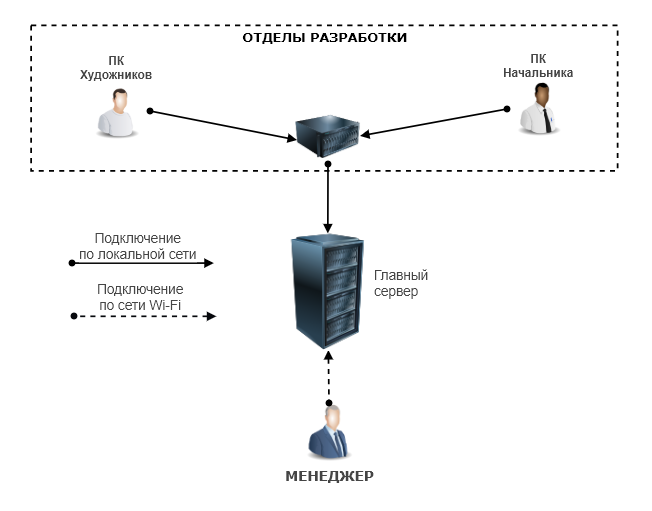 ОТДЕЛЫ РАЗРАБОТКИ
ПК
Художников
ПК
Начальника
Подключение
по локальной сети
Подключение
по сети Wi-Fi
Главный
сервер
МЕНЕДЖЕР